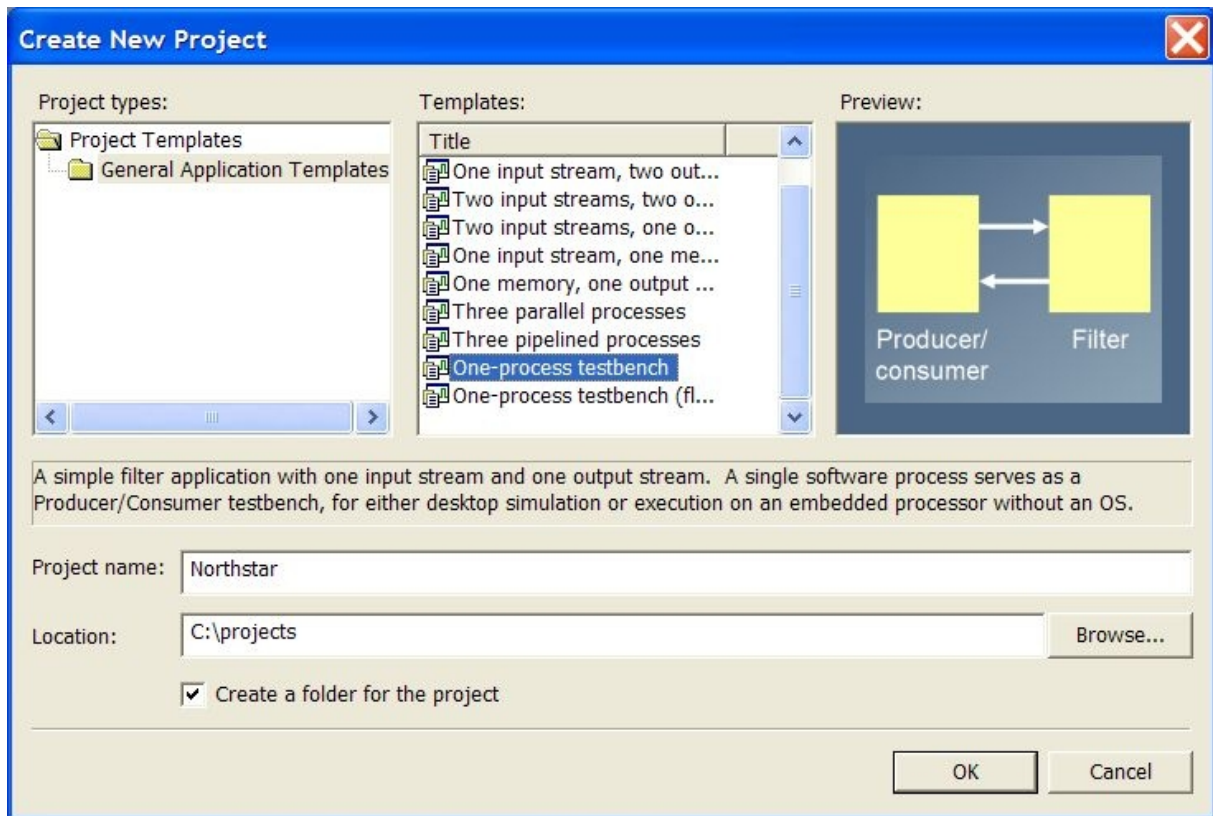 Create New Project
Project types:
Project Templates
General Application Templates
Templates:
Title
One input stream, two out...
Two input streams, two o...
Two input streams, one o...
One input stream, one me...
One memory, one output ...
Three parallel processes
Three pipelined processes
One-process testbench
One-process testbench (fl...
Preview:
Producer/
consumer
Filter
A simple filter application with one input stream and one output stream. A single software process serves as a
Producer/Consumer testbench, for either desktop simulation or execution on an embedded processor without an OS.
Project name:
Northstar
Location:
C:\projects
Browse...
Create a folder for the project
OK
Cancel